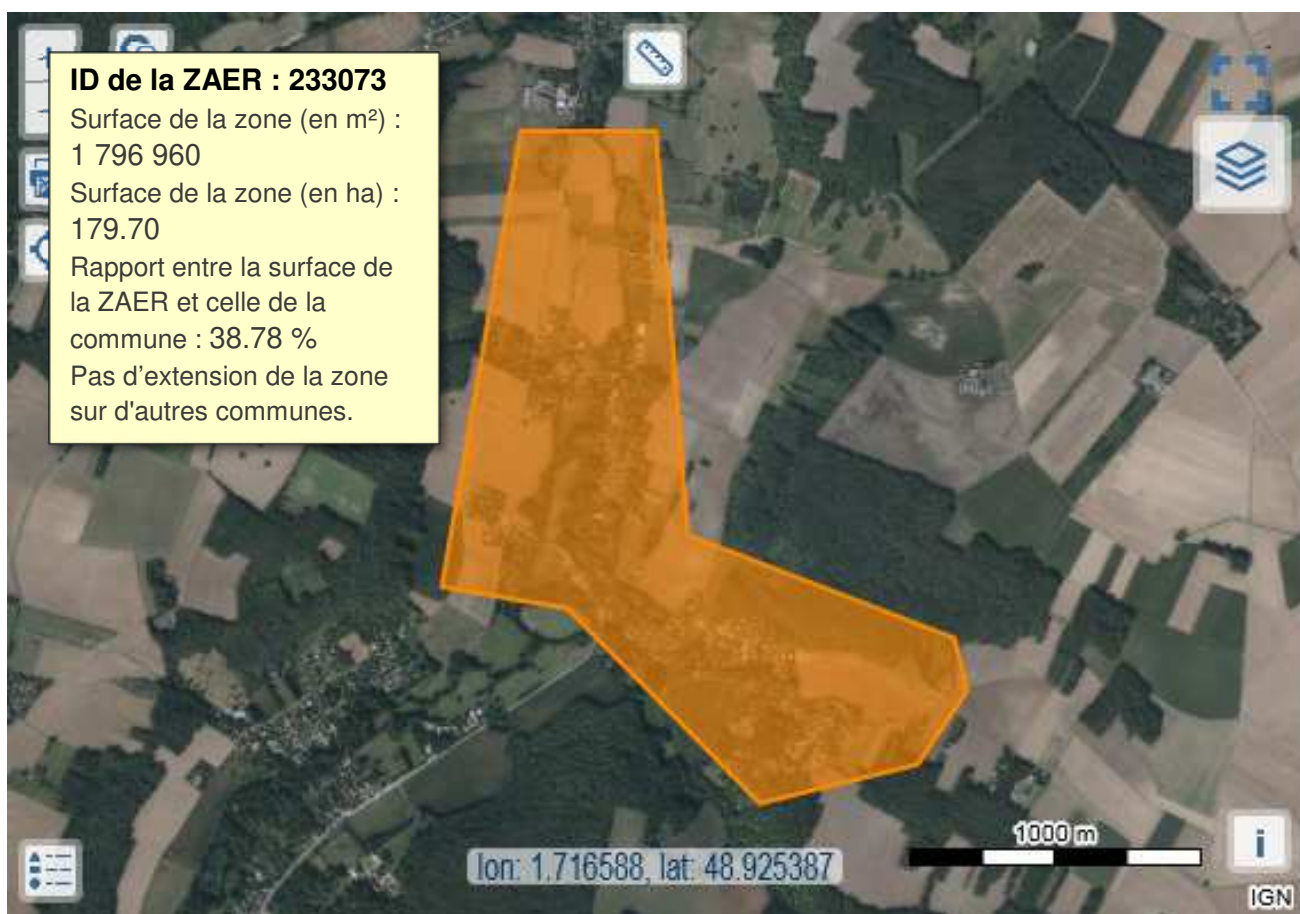 ID de la ZAER : 233073
Surface de la zone (en m²) :
1 796 960
Surface de la zone (en ha) :
179.70
Rapport entre la surface de
la ZAER et celle de la
commune : 38.78 %
Pas d’extension de la zone
sur d'autres communes.
1000 m
i
lon: 1.716588, lat: 48.925387
IGN